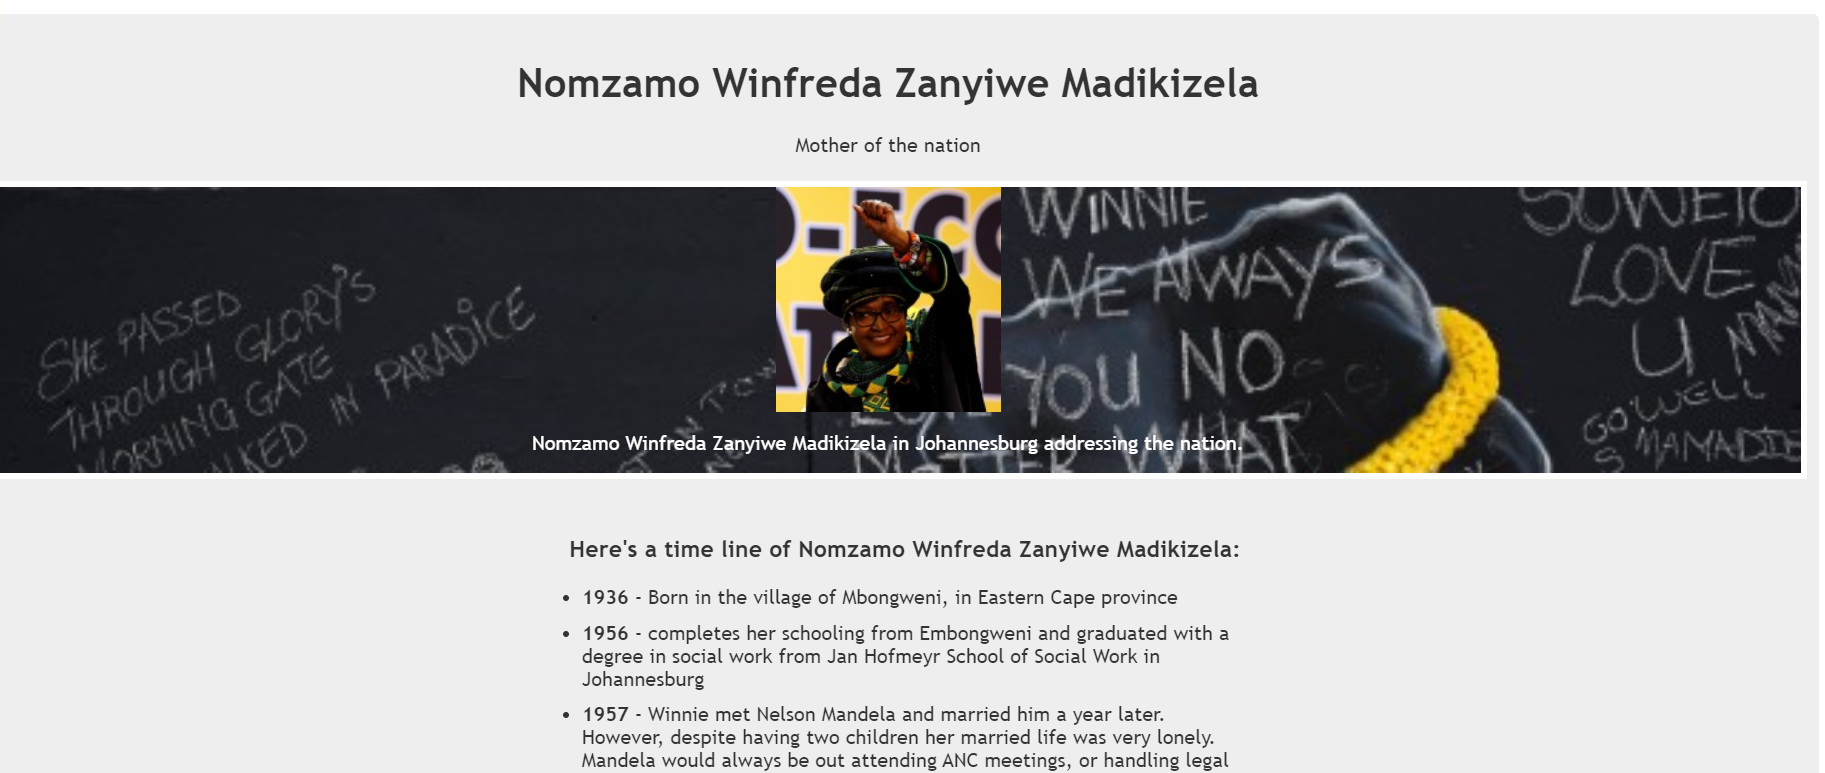 Nomzamo Winfreda Zanyiwe Madikizela
Mother of the nation
SHE PASSED
THROUGH GLORY'S
MORNING GATE
IN PARADICE
WINNIE
WE AlWAYS
YOU NO
MATTER WHAT
SOWETO
LOVE
U
GO WELL
Nomzamo Winfreda Zanyiwe Madikizela in Johannesburg addressing the nation.
Here's a time line of Nomzamo Winfreda Zanyiwe Madikizela:
1936 - Born in the village of Mbongweni, in Eastern Cape province
1956 - completes her schooling from Embongweni and graduated with a
degree in social work from Jan Hofmeyr School of Social Work in
Johannesburg
1957 - Winnie met Nelson Mandela and married him a year later.
However, despite having two children her married life was very lonely.
Mandela would always be out attending ANC meetings, or handling legal